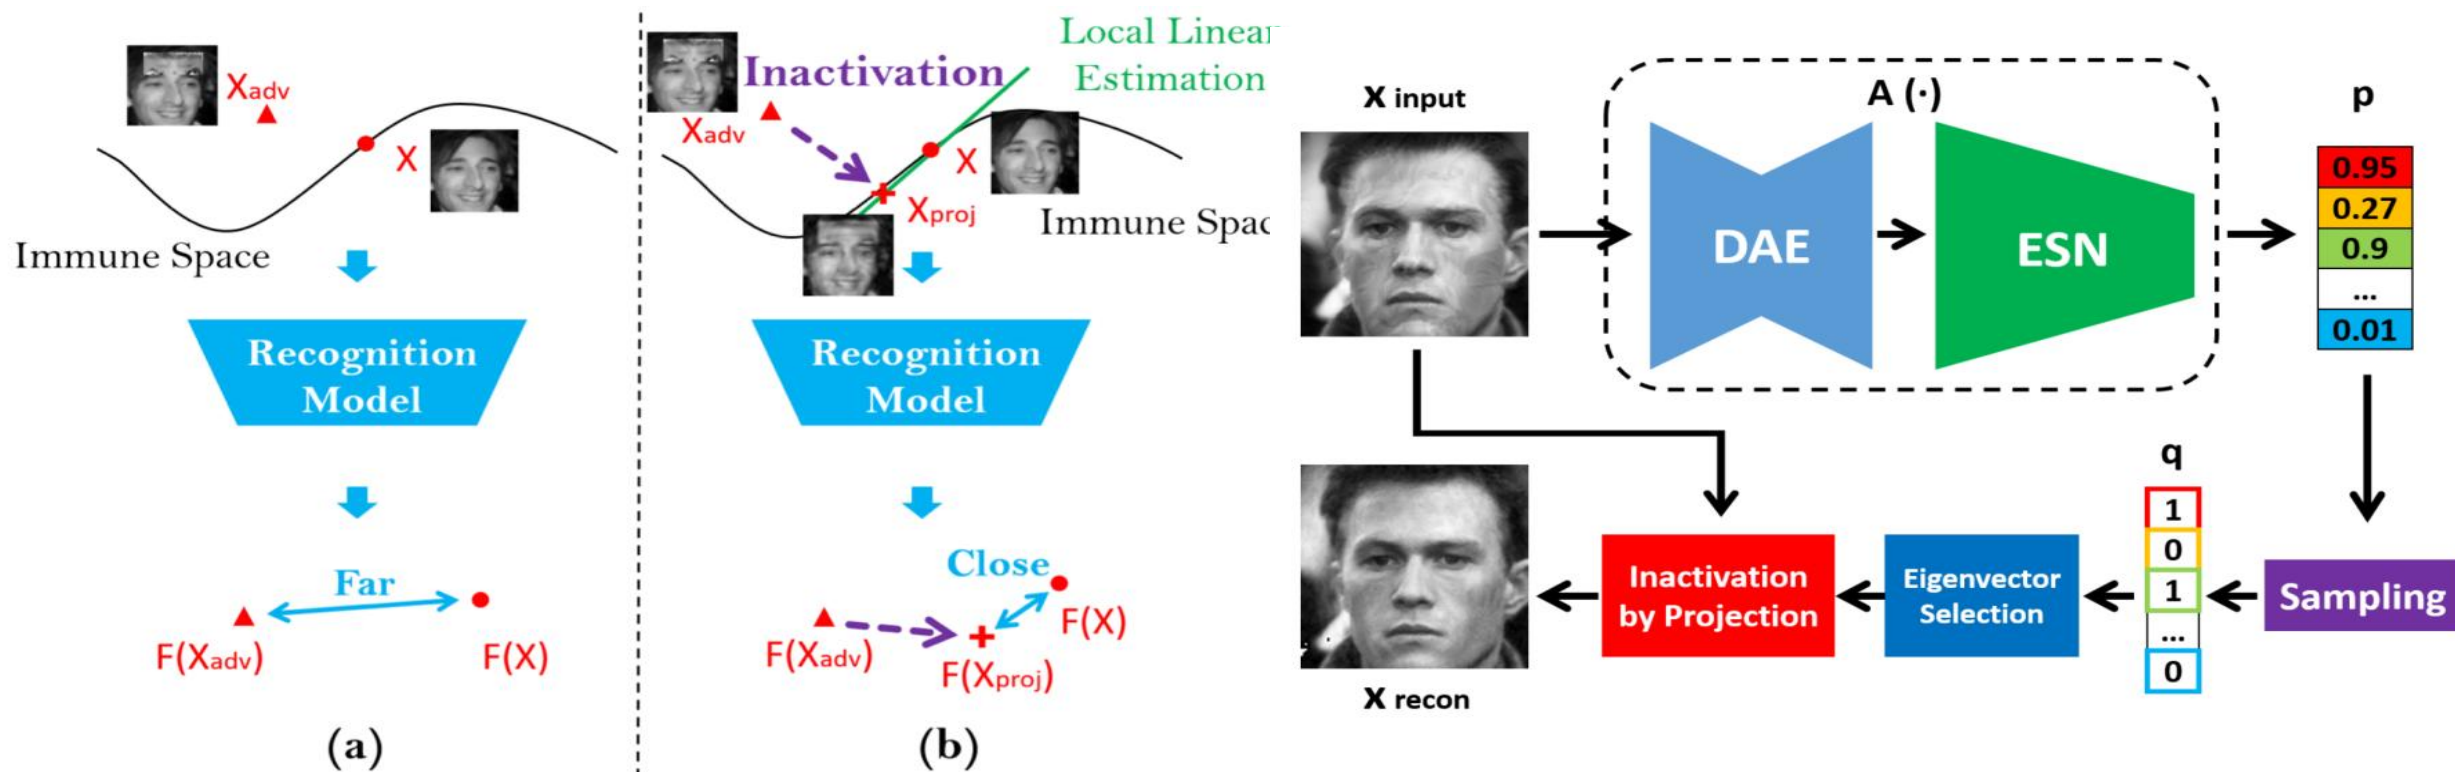 Xadv
X
Immune Space
Recognition
Model
Far
F(Xadv)
F(X)
(a)
Local Linear
Estimation
Inactivation
Xadv
X
Xproj
Immune Spac
Recognition
Model
Close
F(X)
F(Xadv)
F(Xproj)
(b)
X input
A (·)
DAE
ESN
p
0.95
0.27
0.9
...
0.01
Sampling
q
1
0
1
...
0
Eigenvector
Selection
Inactivation
by Projection
X recon